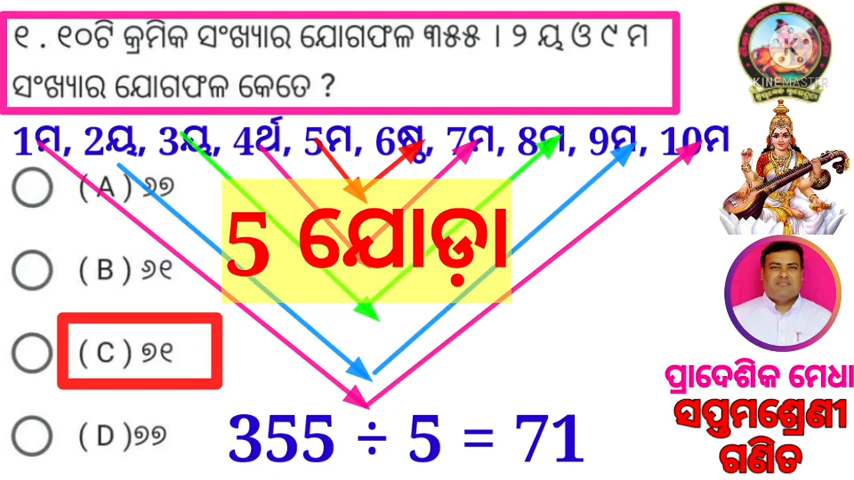 ୧ . ୧୦ଟି କ୍ରମିକ ସଂଖ୍ୟାର ଯୋଗଫଳ ୩୫୫ । ୨ ୟ ଓ ୯ ମ
ସଂଖ୍ୟାର ଯୋଗଫଳ କେତେ ?
KINEMASTER
1ମ, 2ୟ, 3ୟ, 4ର୍ଥ, 5ମ, 6ଷ୍ଠ, 7ମ, 8ମ, 9ମ, 10ମ
( A ) ୬୭
5 ଯୋଡ଼ା
( B ) ୬୧
( C ) ୭୧
ପ୍ରାଦେଶିକ ମେଧା
ସପ୍ତମଶ୍ରେଣୀ
ଗଣିତ
( D )୭୭
355 ÷ 5 = 71